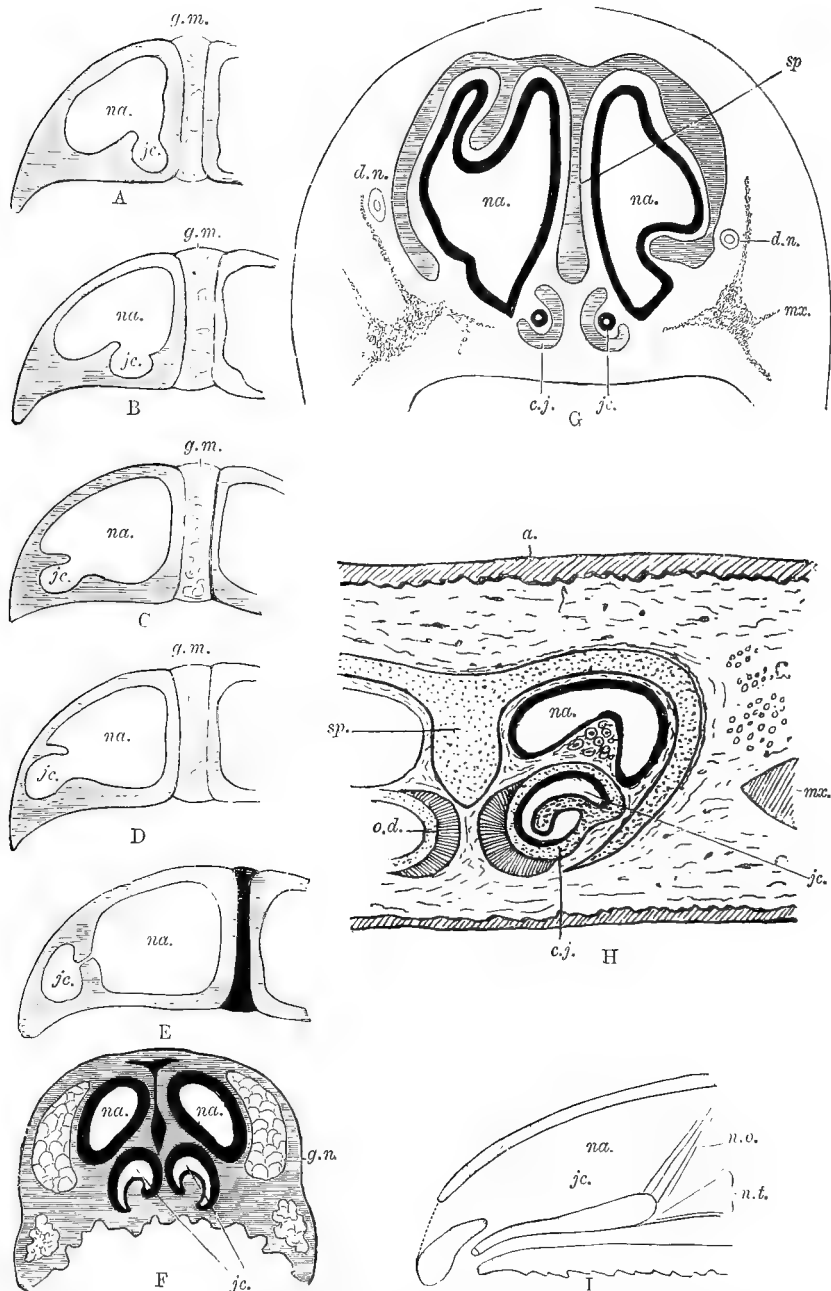 g.m.
na.
jc.
A
g.m.
na.
jc.
B
g.m.
na.
jc.
C
g.m.
na.
jc.
D
na.
jc.
E
na.
na.
g.n.
jc.
F
sp
d.n.
na.
na.
d.n.
mx.
c.j.
jc.
G
a.
na.
sp.
mx.
o.d.
jc.
c.j.
H
na.
n.o.
jc.
n.t.
I